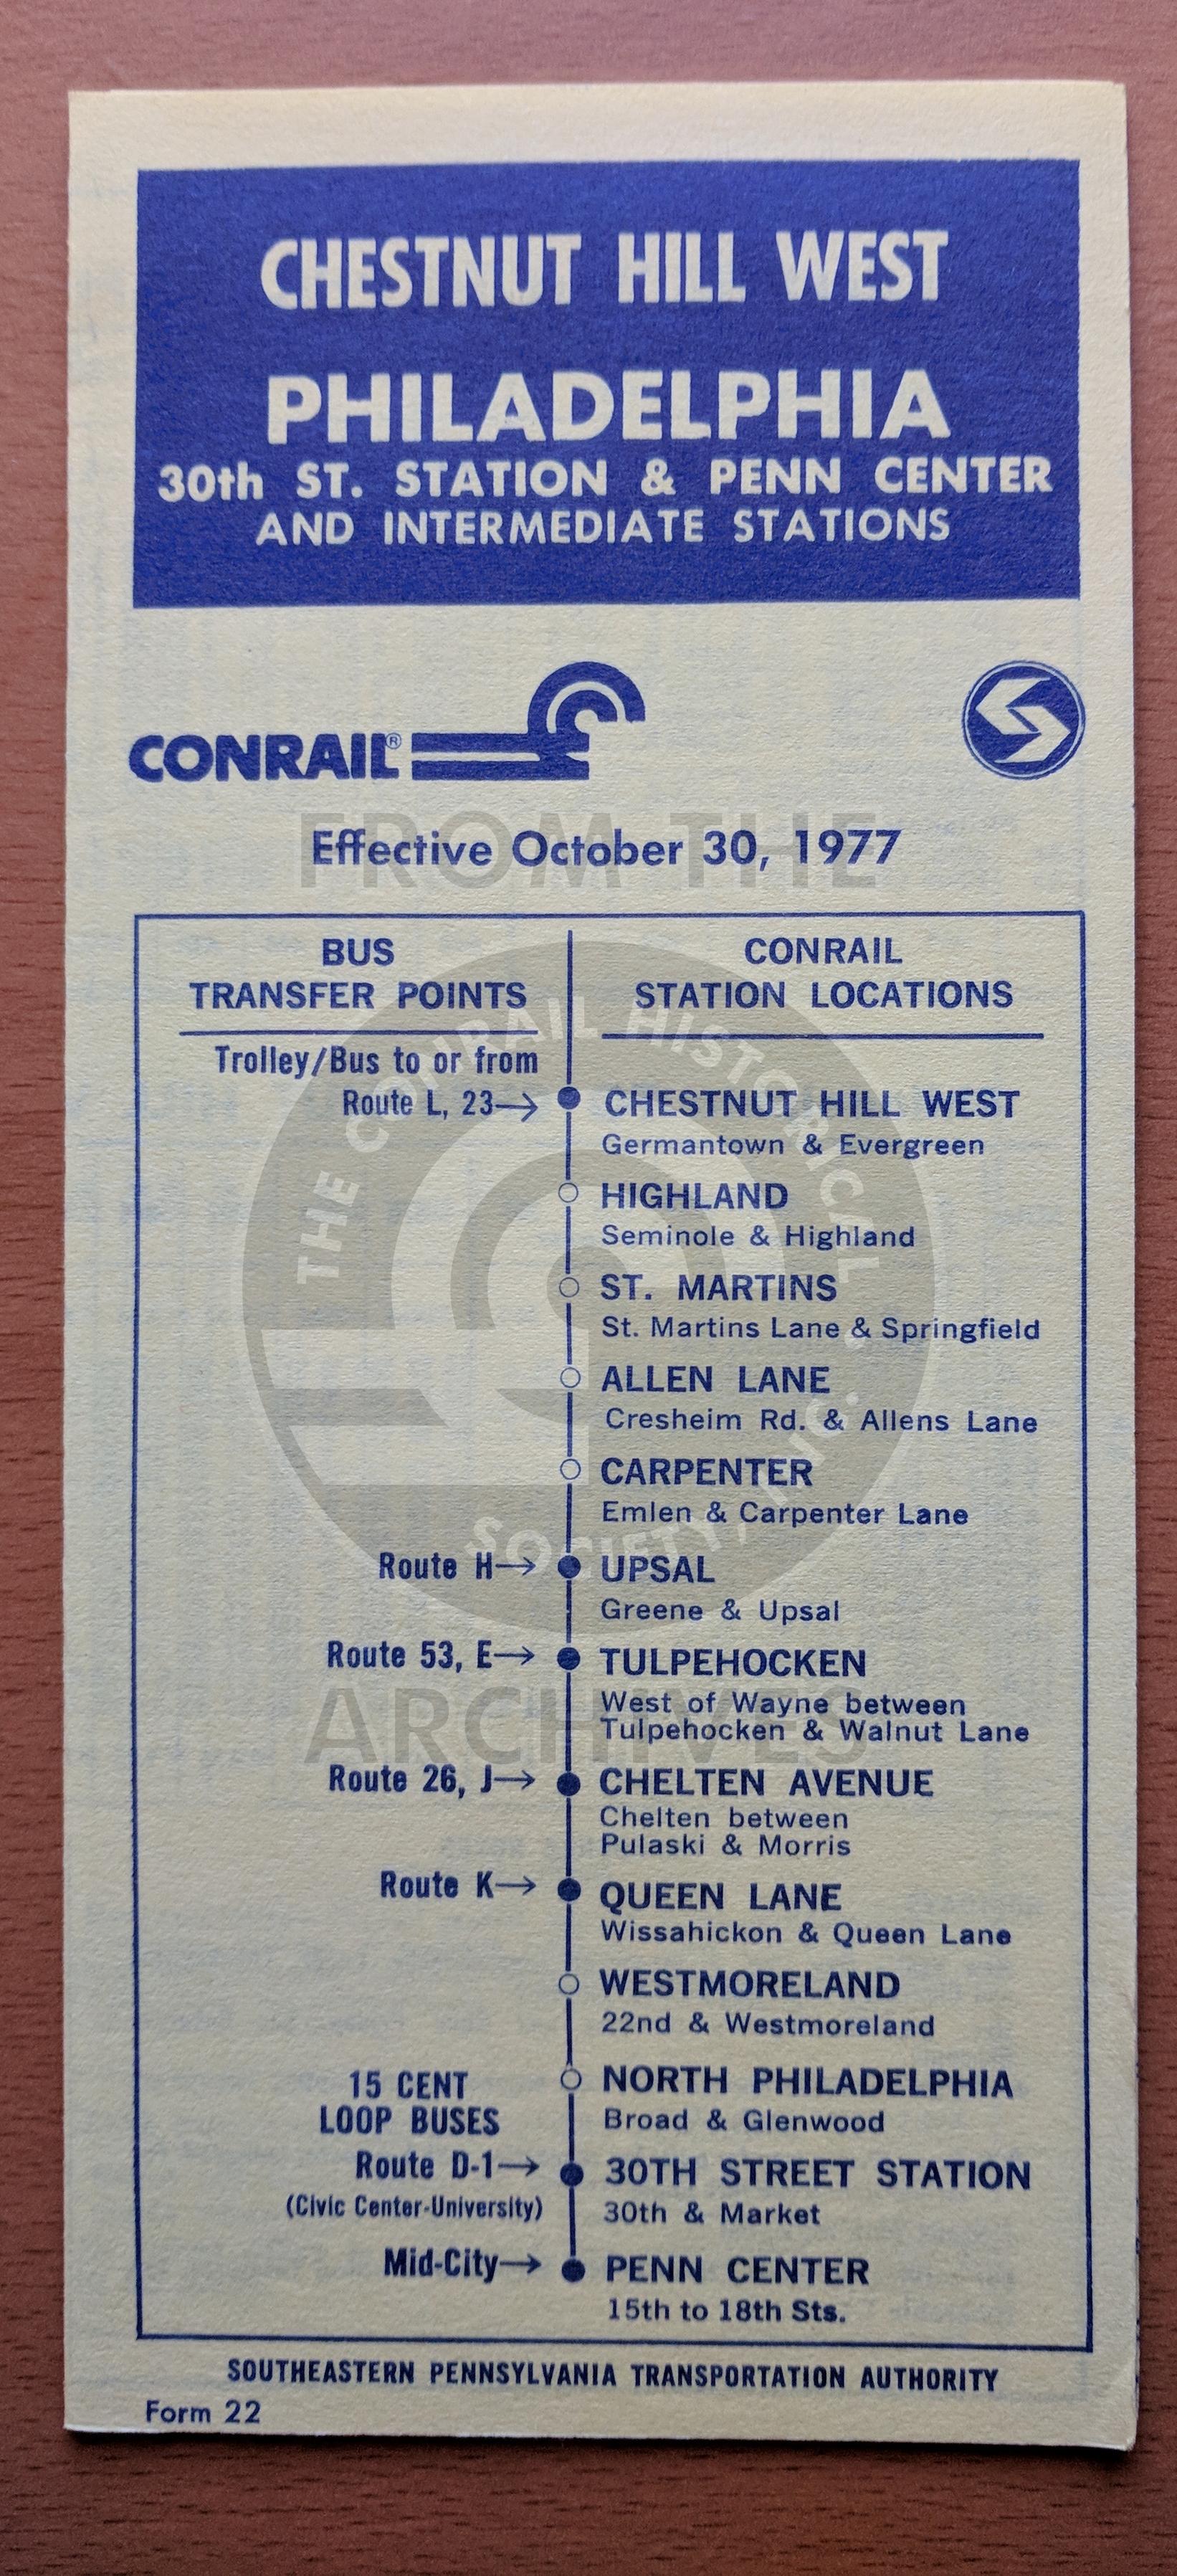 CHESTNUT HILL WEST
PHILADELPHIA
30th ST. STATION & PENN CENTER
AND INTERMEDIATE STATIONS
CONRAIL®
Effective October 30, 1977
FROM THE
BUS
TRANSFER POINTS
CONRAIL
STATION LOCATIONS
THE CONRAIL HISTORICAL SOCIETY, INC.
Trolley/Bus to or from
Route L, 23→
CHESTNUT HILL WEST
Germantown & Evergreen
HIGHLAND
Seminole & Highland
ST. MARTINS
St. Martins Lane & Springfield
ALLEN LANE
Cresheim Rd. & Allens Lane
CARPENTER
Emlen & Carpenter Lane
Route H→
UPSAL
Greene & Upsal
Route 53, E→
TULPEHOCKEN
West of Wayne between
Tulpehocken & Walnut Lane
ARCHIVES
Route 26, J→
CHELTEN AVENUE
Chelten between
Pulaski & Morris
Route K→
QUEEN LANE
Wissahickon & Queen Lane
WESTMORELAND
22nd & Westmoreland
NORTH PHILADELPHIA
Broad & Glenwood
15 CENT
LOOP BUSES
Route D-1→
(Civic Center-University)
30TH STREET STATION
30th & Market
Mid-City→
PENN CENTER
15th to 18th Sts.
SOUTHEASTERN PENNSYLVANIA TRANSPORTATION AUTHORITY
Form 22